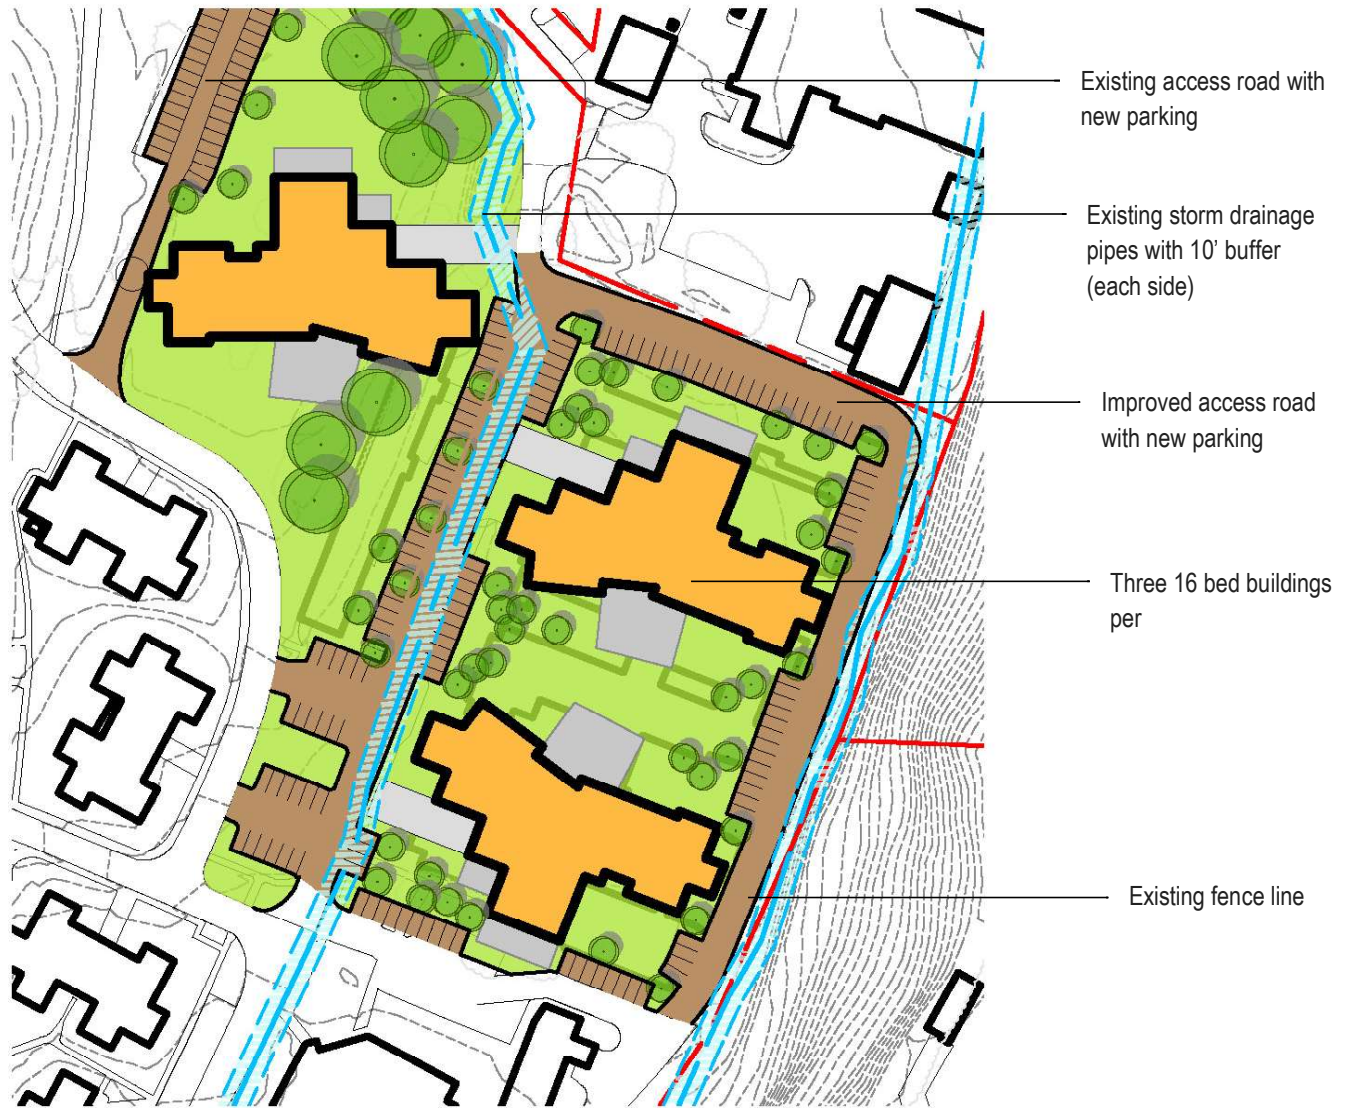 Existing access road with
new parking
Existing storm drainage
pipes with 10’ buffer
(each side)
Improved access road
with new parking
Three 16 bed buildings
per
Existing fence line